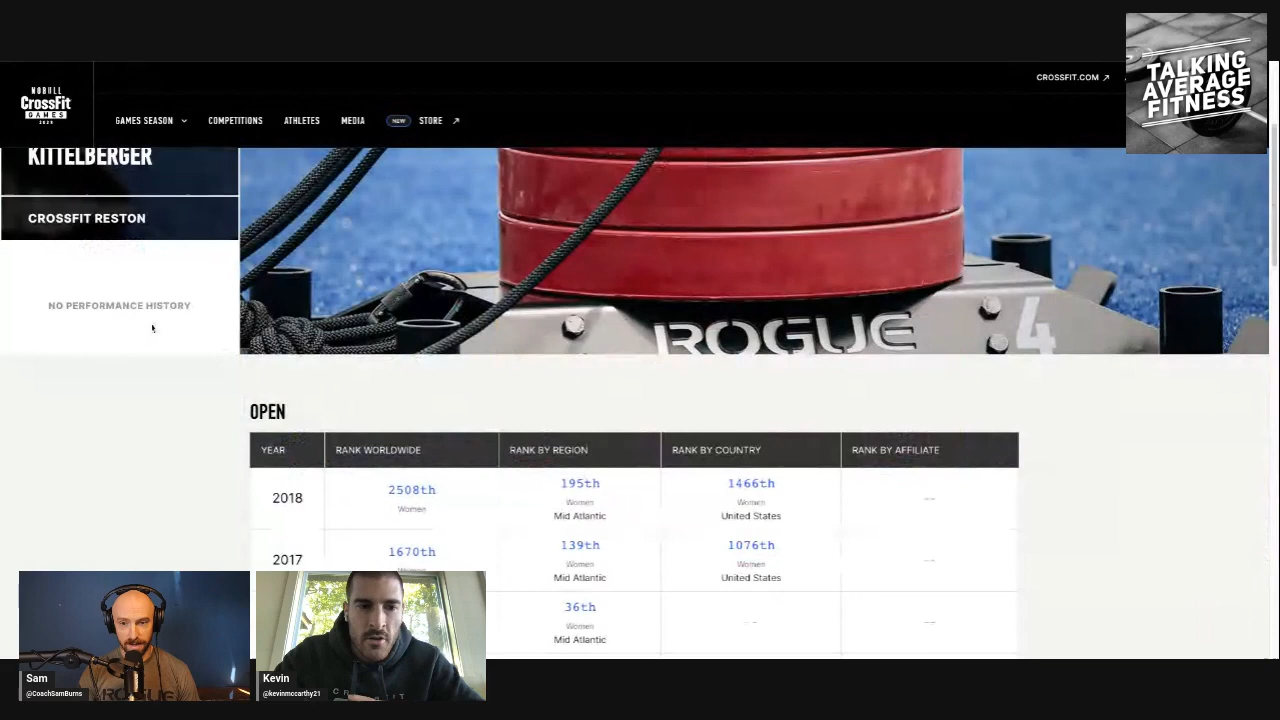 CROSSFIT.COM ↗
TALKING
AVERAGE
FITNESS
NOBULL
CrossFit
GAMES
GAMES SEASON
COMPETITIONS
ATHLETES
MEDIA
NEW
STORE ↗
KITTELBERGER
CROSSFIT RESTON
NO PERFORMANCE HISTORY
ROGUE
4
OPEN
YEAR RANK WORLDWIDE RANK BY REGION RANK BY COUNTRY RANK BY AFFILIATE
2018 2508th 195th 1466th ---
Women Women Women
Mid Atlantic United States
2017 1670th 139th 1076th ---
Women Women
Mid Atlantic United States
36th --- ---
Women
Mid Atlantic
Sam
@CoachSamBurns
ROGUE
Kevin
@kevinmccarthy21